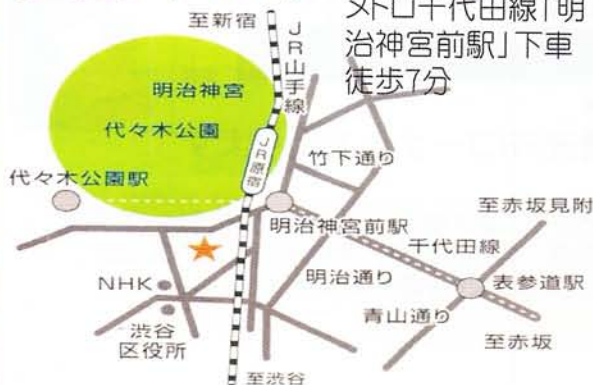 メトロ千代田線「明
治神宮前駅」下車
徒歩7分
至新宿
JR山手線
明治神宮
代々木公園
JR原宿
竹下通り
代々木公園駅
明治神宮前駅
至赤坂見附
千代田線
NHK
明治通り
表参道駅
渋谷
区役所
青山通り
至赤坂
至渋谷